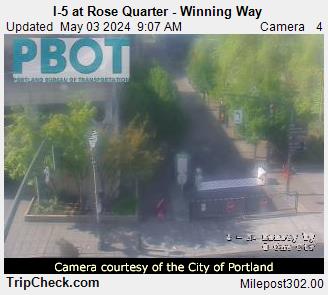 I-5 at Rose Quarter - Winning Way
Updated May 03 2024 9:07 AM Camera 4
PBOT
PORTLAND BUREAU OF TRANSPORTATION
Camera courtesy of the City of Portland
TripCheck.com Milepost302.00